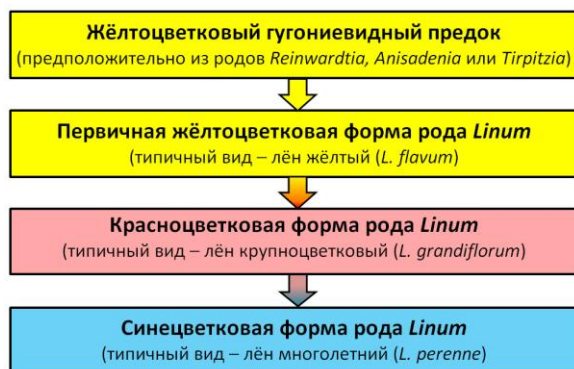 Жёлтоцветковый гугониевидный предок
(предположительно из родов Reinwardtia, Anisadenia или Tirpitzia)
Первичная жёлтоцветковая форма рода Linum
(типичный вид – лён жёлтый (L. flavum)
Красноцветковая форма рода Linum
(типичный вид – лён крупноцветковый (L. grandiflorum)
Синецветковая форма рода Linum
(типичный вид – лён многолетний (L. perenne)